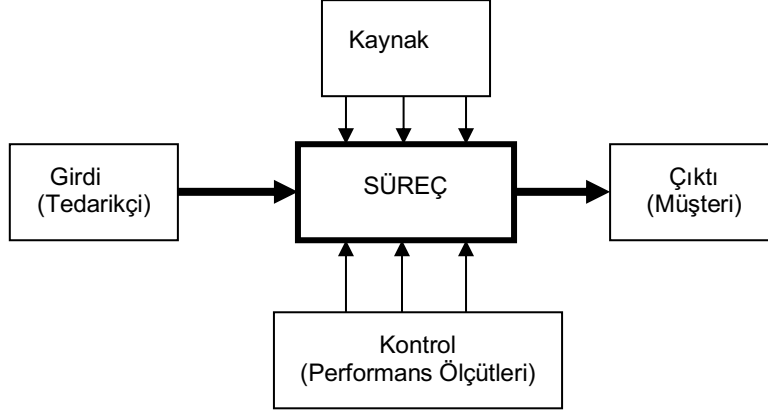 Kaynak
Girdi
(Tedarikçi)
SÜREÇ
Çıktı
(Müşteri)
Kontrol
(Performans Ölçütleri)